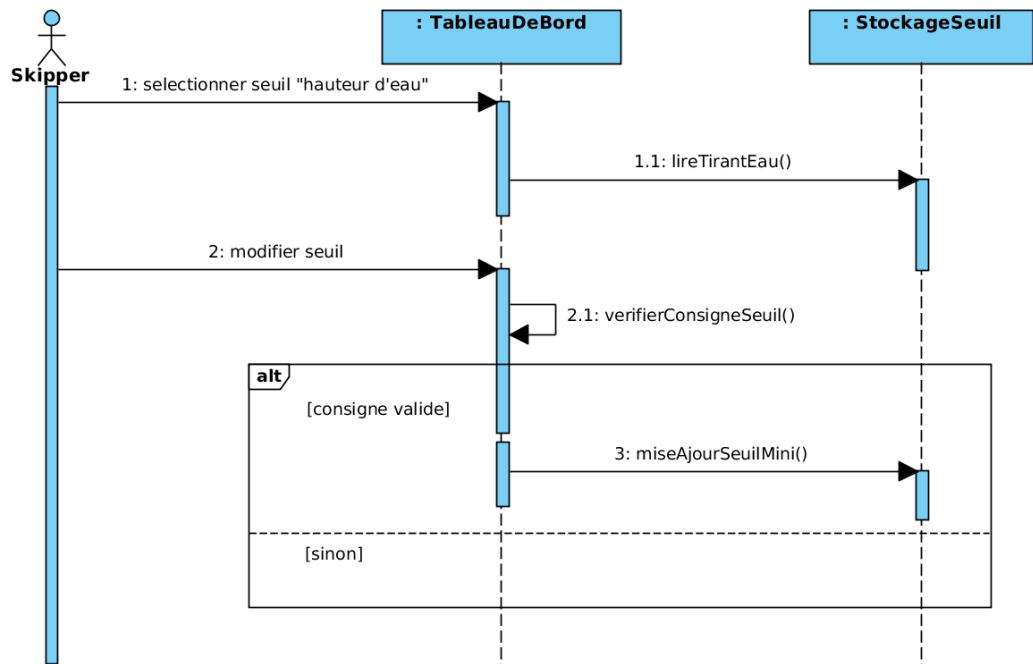 : TableauDeBord
: StockageSeuil
Skipper
1: selectionner seuil "hauteur d'eau"
1.1: lireTirantEau()
2: modifier seuil
2.1: verifierConsigneSeuil()
alt
[consigne valide]
3: miseAjourSeuilMini()
[sinon]